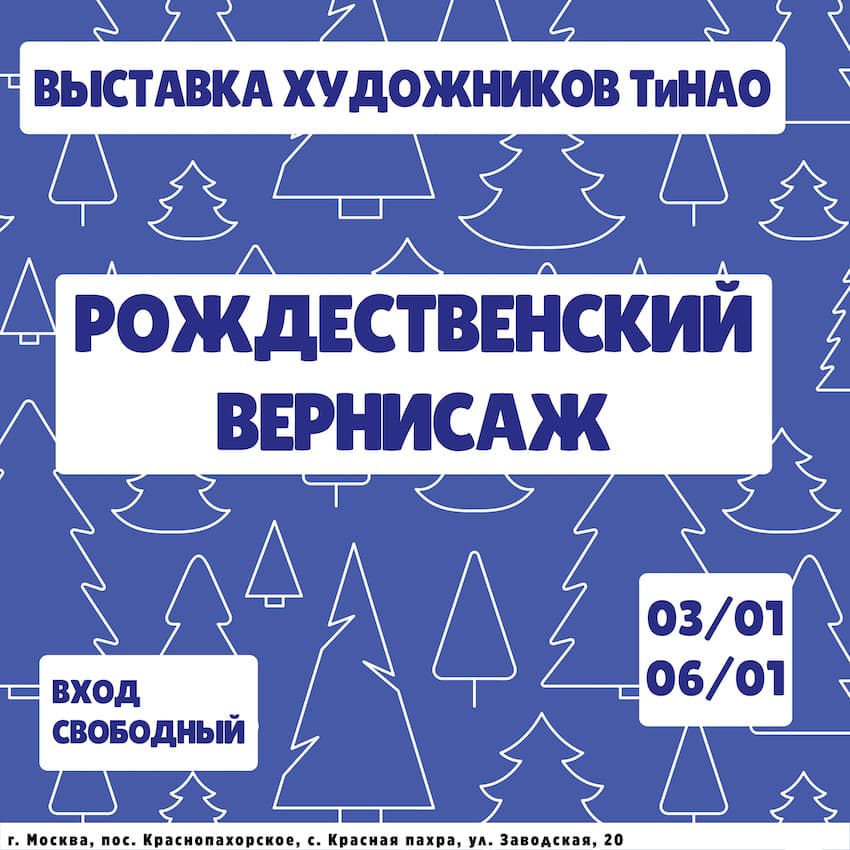 ВЫСТАВКА ХУДОЖНИКОВ ТиНАО
РОЖДЕСТВЕНСКИЙ
ВЕРНИСАЖ
03/01
06/01
ВХОД
СВОБОДНЫЙ
г. Москва, пос. Краснопахорское, с. Красная пахра, ул. Заводская, 20